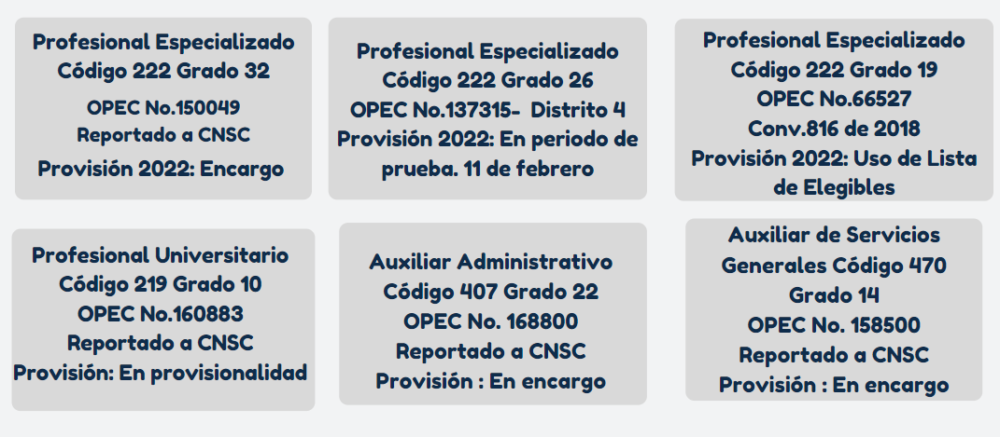 Profesional Especializado
Código 222 Grado 32
OPEC No.150049
Reportado a CNSC
Provisión 2022: Encargo
Profesional Especializado
Código 222 Grado 26
OPEC No.137315-  Distrito 4
Provisión 2022: En periodo de
prueba. 11 de febrero
Profesional Especializado
Código 222 Grado 19
OPEC No.66527
Conv.816 de 2018
Provisión 2022: Uso de Lista
de Elegibles
Profesional Universitario
Código 219 Grado 10
OPEC No.160883
Reportado a CNSC
Provisión: En provisionalidad
Auxiliar Administrativo
Código 407 Grado 22
OPEC No. 168800
Reportado a CNSC
Provisión : En encargo
Auxiliar de Servicios
Generales Código 470
Grado 14
OPEC No. 158500
Reportado a CNSC
Provisión : En encargo